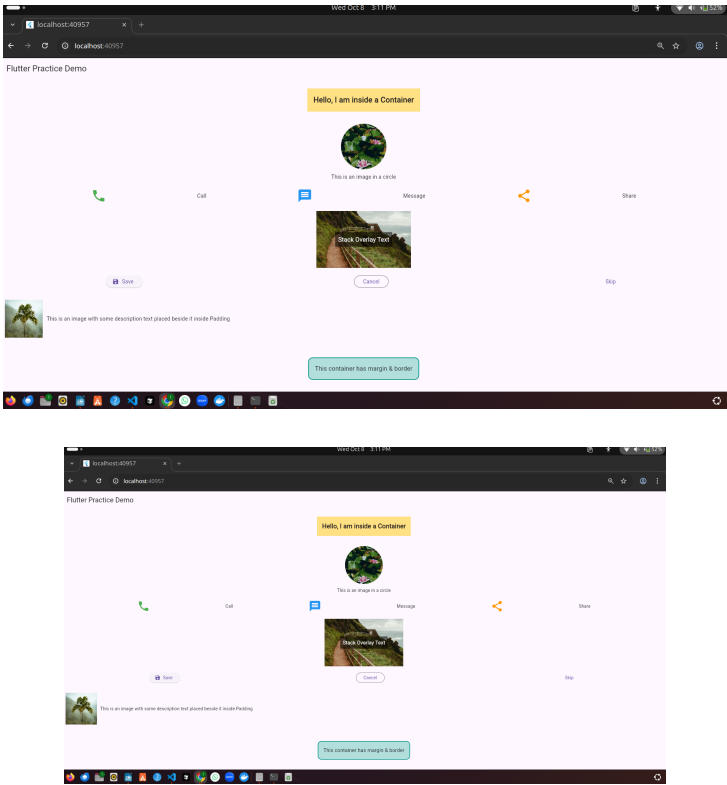 Wed Oct 8 3:11 PM
52%
localhost:40957
localhost:40957
Flutter Practice Demo
Hello, I am inside a Container
This is an image in a circle
Call Message Share
Stack Overlay Text
Save Cancel Skip
This is an image with some description text placed beside it inside Padding
This container has margin & border
Wed Oct 8 3:11 PM
52%
localhost:40957
localhost:40957
Flutter Practice Demo
Hello, I am inside a Container
This is an image in a circle
Call Message Share
Stack Overlay Text
Save Cancel Skip
This is an image with some description text placed beside it inside Padding
This container has margin & border